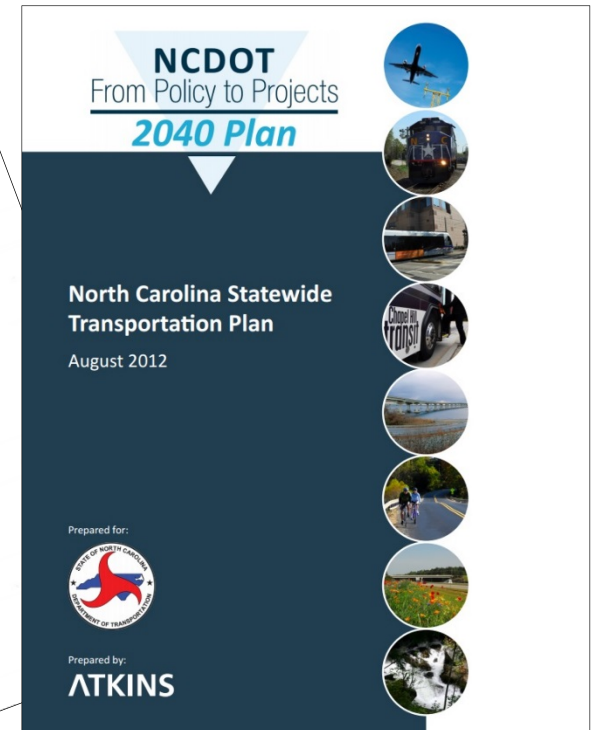 NCDOT
From Policy to Projects
2040 Plan
North Carolina Statewide
Transportation Plan
August 2012
Chapel Hill
transit
Prepared for:
STATE OF NORTH CAROLINA
DEPARTMENT OF TRANSPORTATION
Prepared by:
ATKINS